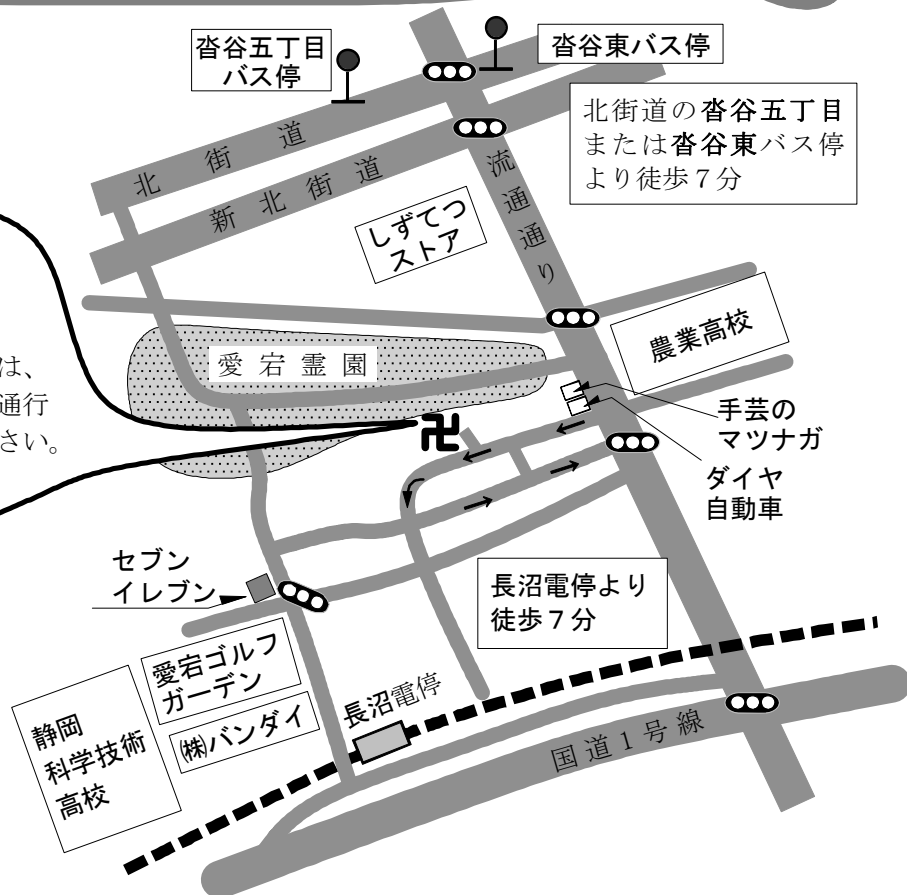 沓谷五丁目
バス停
沓谷東バス停
北街道の沓谷五丁目
または沓谷東バス停
より徒歩７分
北街道
新北街道
流通通り
しずてつ
ストア
農業高校
愛宕霊園
は、
通行
さい。
卍
手芸の
マツナガ
ダイヤ
自動車
セブン
イレブン
長沼電停より
徒歩７分
愛宕ゴルフ
ガーデン
㈱バンダイ
長沼電停
静岡
科学技術
高校
国道１号線